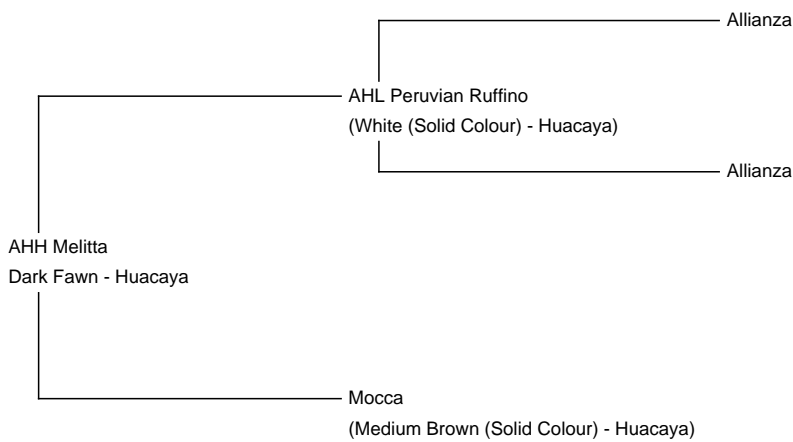 Allianza
AHL Peruvian Ruffino
(White (Solid Colour) - Huacaya)
Allianza
AHH Melitta
Dark Fawn - Huacaya
Mocca
(Medium Brown (Solid Colour) - Huacaya)